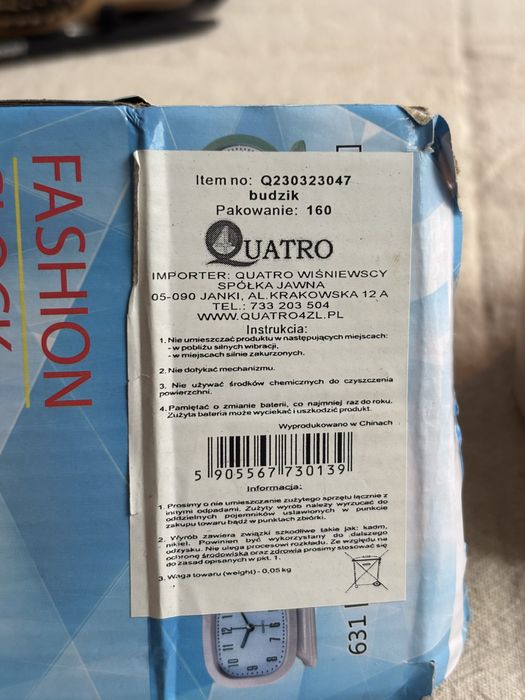 FASHION
CLOCK
Item no: Q230323047
budzik
Pakowanie: 160
QUATRO
IMPORTER: QUATRO WIŚNIEWSCY
SPÓŁKA JAWNA
05-090 JANKI, AL.KRAKOWSKA 12 A
TEL.: 733 203 504
WWW.QUATRO4ZL.PL
Instrukcja:
1. Nie umieszczać produktu w następujących miejscach:
- w pobliżu silnych wibracji,
- w miejscach silnie zakurzonych.
2. Nie dotykać mechanizmu.
3. Nie używać środków chemicznych do czyszczenia
powierzchni.
4. Pamiętać o zmianie baterii, co najmniej raz do roku.
Zużyta bateria może wyciekać i uszkodzić produkt.
Wyprodukowano w Chinach
5 905567 730139
Informacja:
1. Prosimy o nie umieszczanie zużytego sprzętu łącznie z
innymi odpadami. Zużyty wyrób należy wyrzucać do
oddzielnych pojemników ustawionych w punkcie
zakupu towaru bądź w punktach zbiórki.
2. Wyrób zawiera związki szkodliwe takie jak: kadm,
nikiel. Powinien być wykorzystany do dalszego
odzysku. Nie ulega procesowi rozkładu. Ze względu na
ochronę środowiska oraz zdrowia prosimy stosować się
do zasad opisanych w pkt. 1.
3. Waga towaru (weight) - 0,05 kg
631